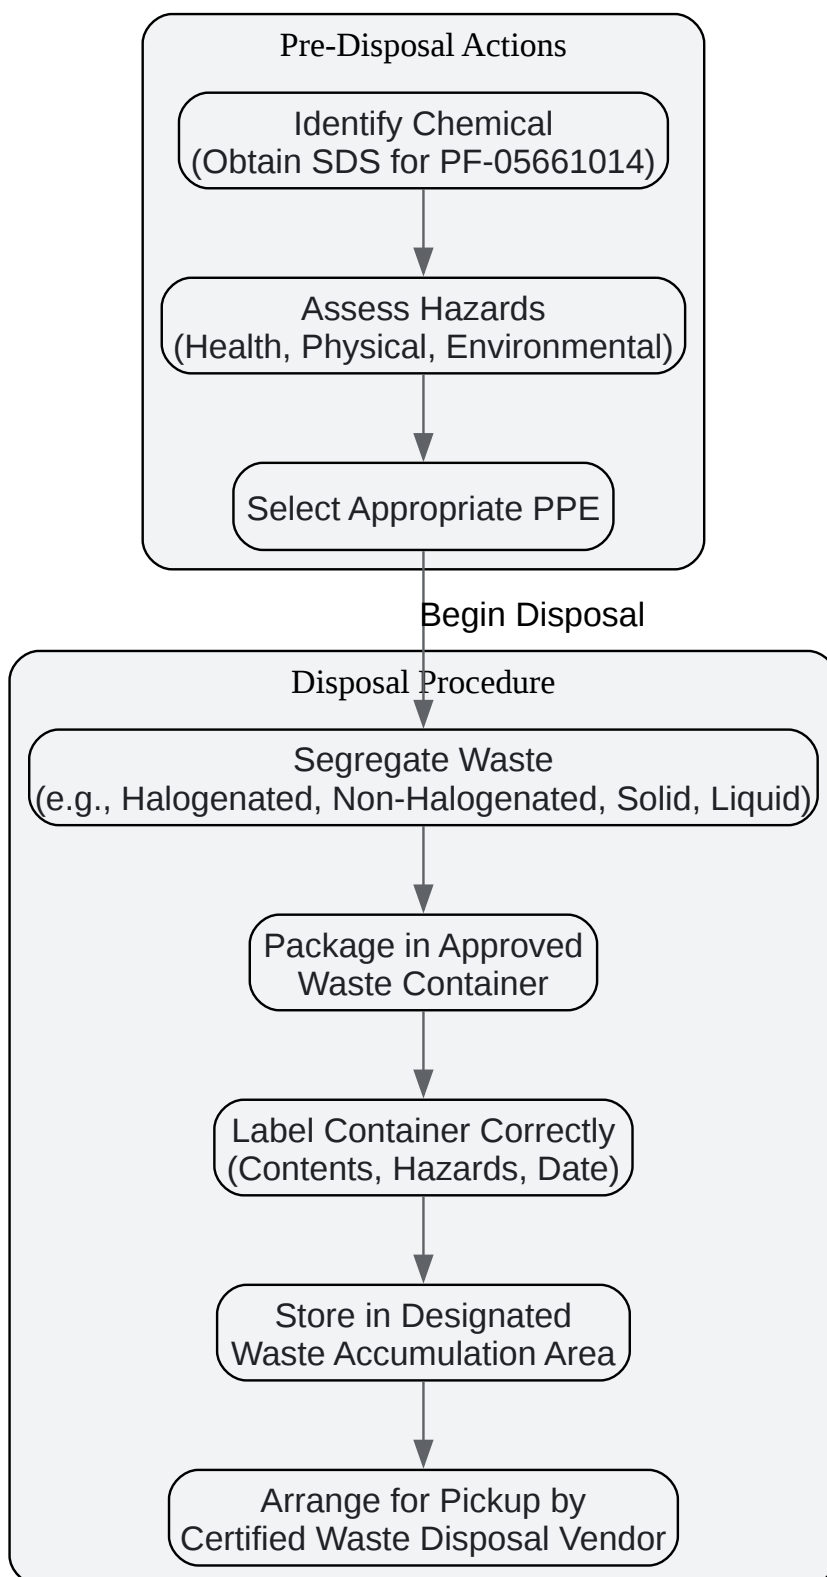 Pre-Disposal Actions
Identify Chemical
(Obtain SDS for PF-05661014)
Assess Hazards
(Health, Physical, Environmental)
Select Appropriate PPE
Begin Disposal
Disposal Procedure
Segregate Waste
(e.g., Halogenated, Non-Halogenated, Solid, Liquid)
Package in Approved
Waste Container
Label Container Correctly
(Contents, Hazards, Date)
Store in Designated
Waste Accumulation Area
Arrange for Pickup by
Certified Waste Disposal Vendor